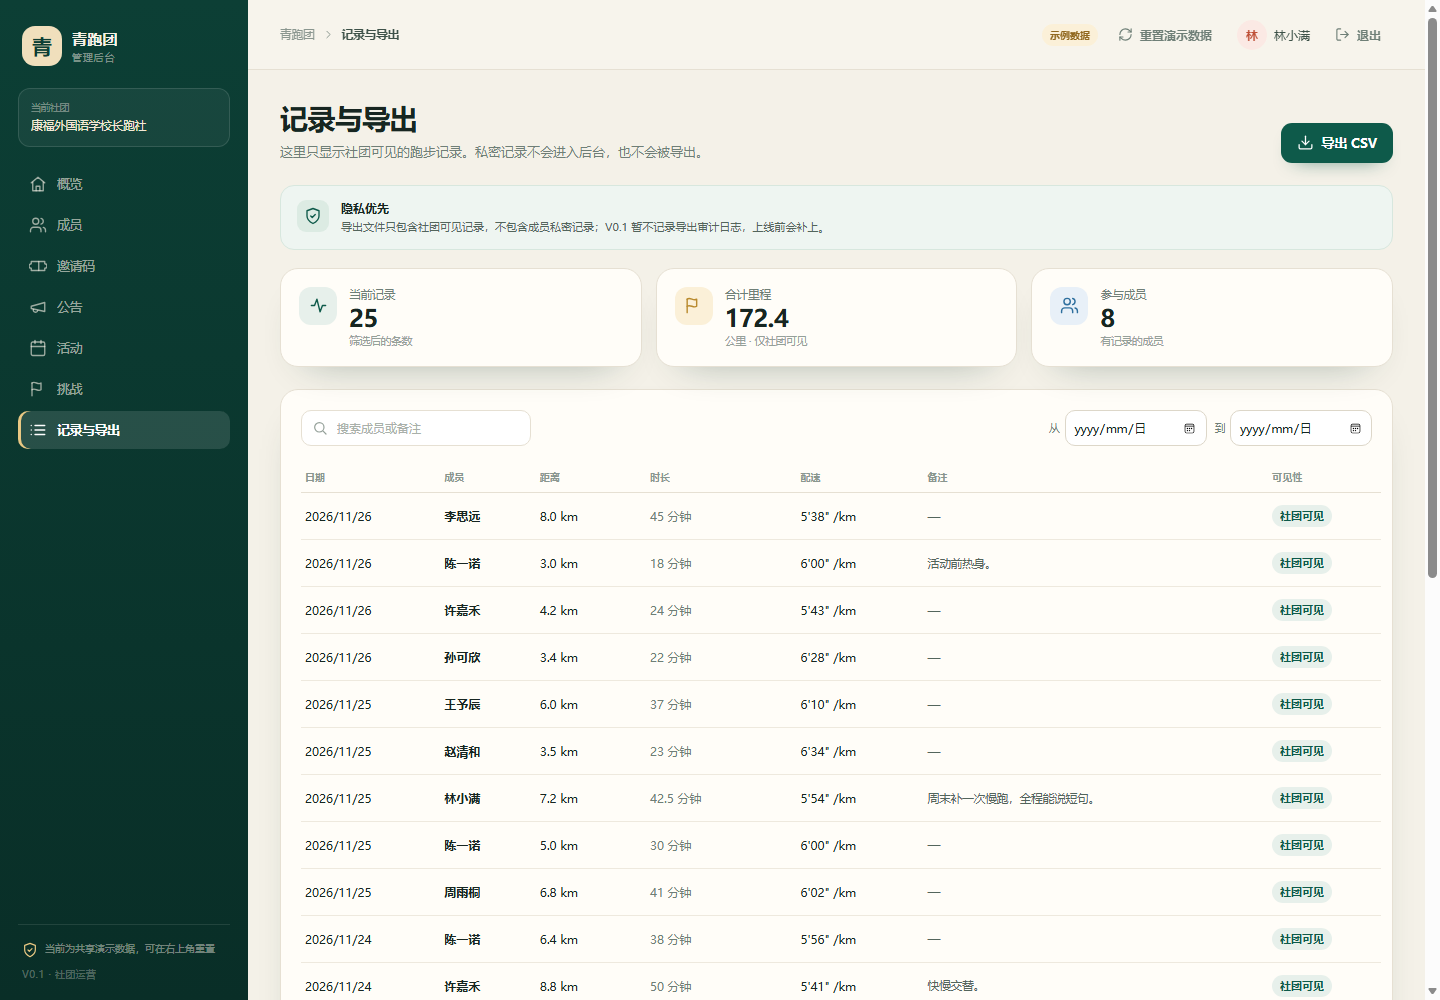 青
青跑团
管理后台
当前社团
康福外国语学校长跑社
概览
成员
邀请码
公告
活动
挑战
记录与导出
当前为共享演示数据，可在右上角重置
V0.1 · 社团运营
青跑团 > 记录与导出
示例数据 重置演示数据 林 林小满 退出
记录与导出
这里只显示社团可见的跑步记录。私密记录不会进入后台，也不会被导出。
导出 CSV
隐私优先
导出文件只包含社团可见记录，不包含成员私密记录；V0.1 暂不记录导出审计日志，上线前会补上。
当前记录
25
筛选后的条数
合计里程
172.4
公里 · 仅社团可见
参与成员
8
有记录的成员
搜索成员或备注 从 yyyy/mm/日 到 yyyy/mm/日
日期 成员 距离 时长 配速 备注 可见性
2026/11/26 李思远 8.0 km 45 分钟 5'38" /km — 社团可见
2026/11/26 陈一诺 3.0 km 18 分钟 6'00" /km 活动前热身。 社团可见
2026/11/26 许嘉禾 4.2 km 24 分钟 5'43" /km — 社团可见
2026/11/26 孙可欣 3.4 km 22 分钟 6'28" /km — 社团可见
2026/11/25 王予辰 6.0 km 37 分钟 6'10" /km — 社团可见
2026/11/25 赵清和 3.5 km 23 分钟 6'34" /km — 社团可见
2026/11/25 林小满 7.2 km 42.5 分钟 5'54" /km 周末补一次慢跑，全程能说短句。 社团可见
2026/11/25 陈一诺 5.0 km 30 分钟 6'00" /km — 社团可见
2026/11/25 周雨桐 6.8 km 41 分钟 6'02" /km — 社团可见
2026/11/24 陈一诺 6.4 km 38 分钟 5'56" /km — 社团可见
2026/11/24 许嘉禾 8.8 km 50 分钟 5'41" /km 快慢交替。 社团可见